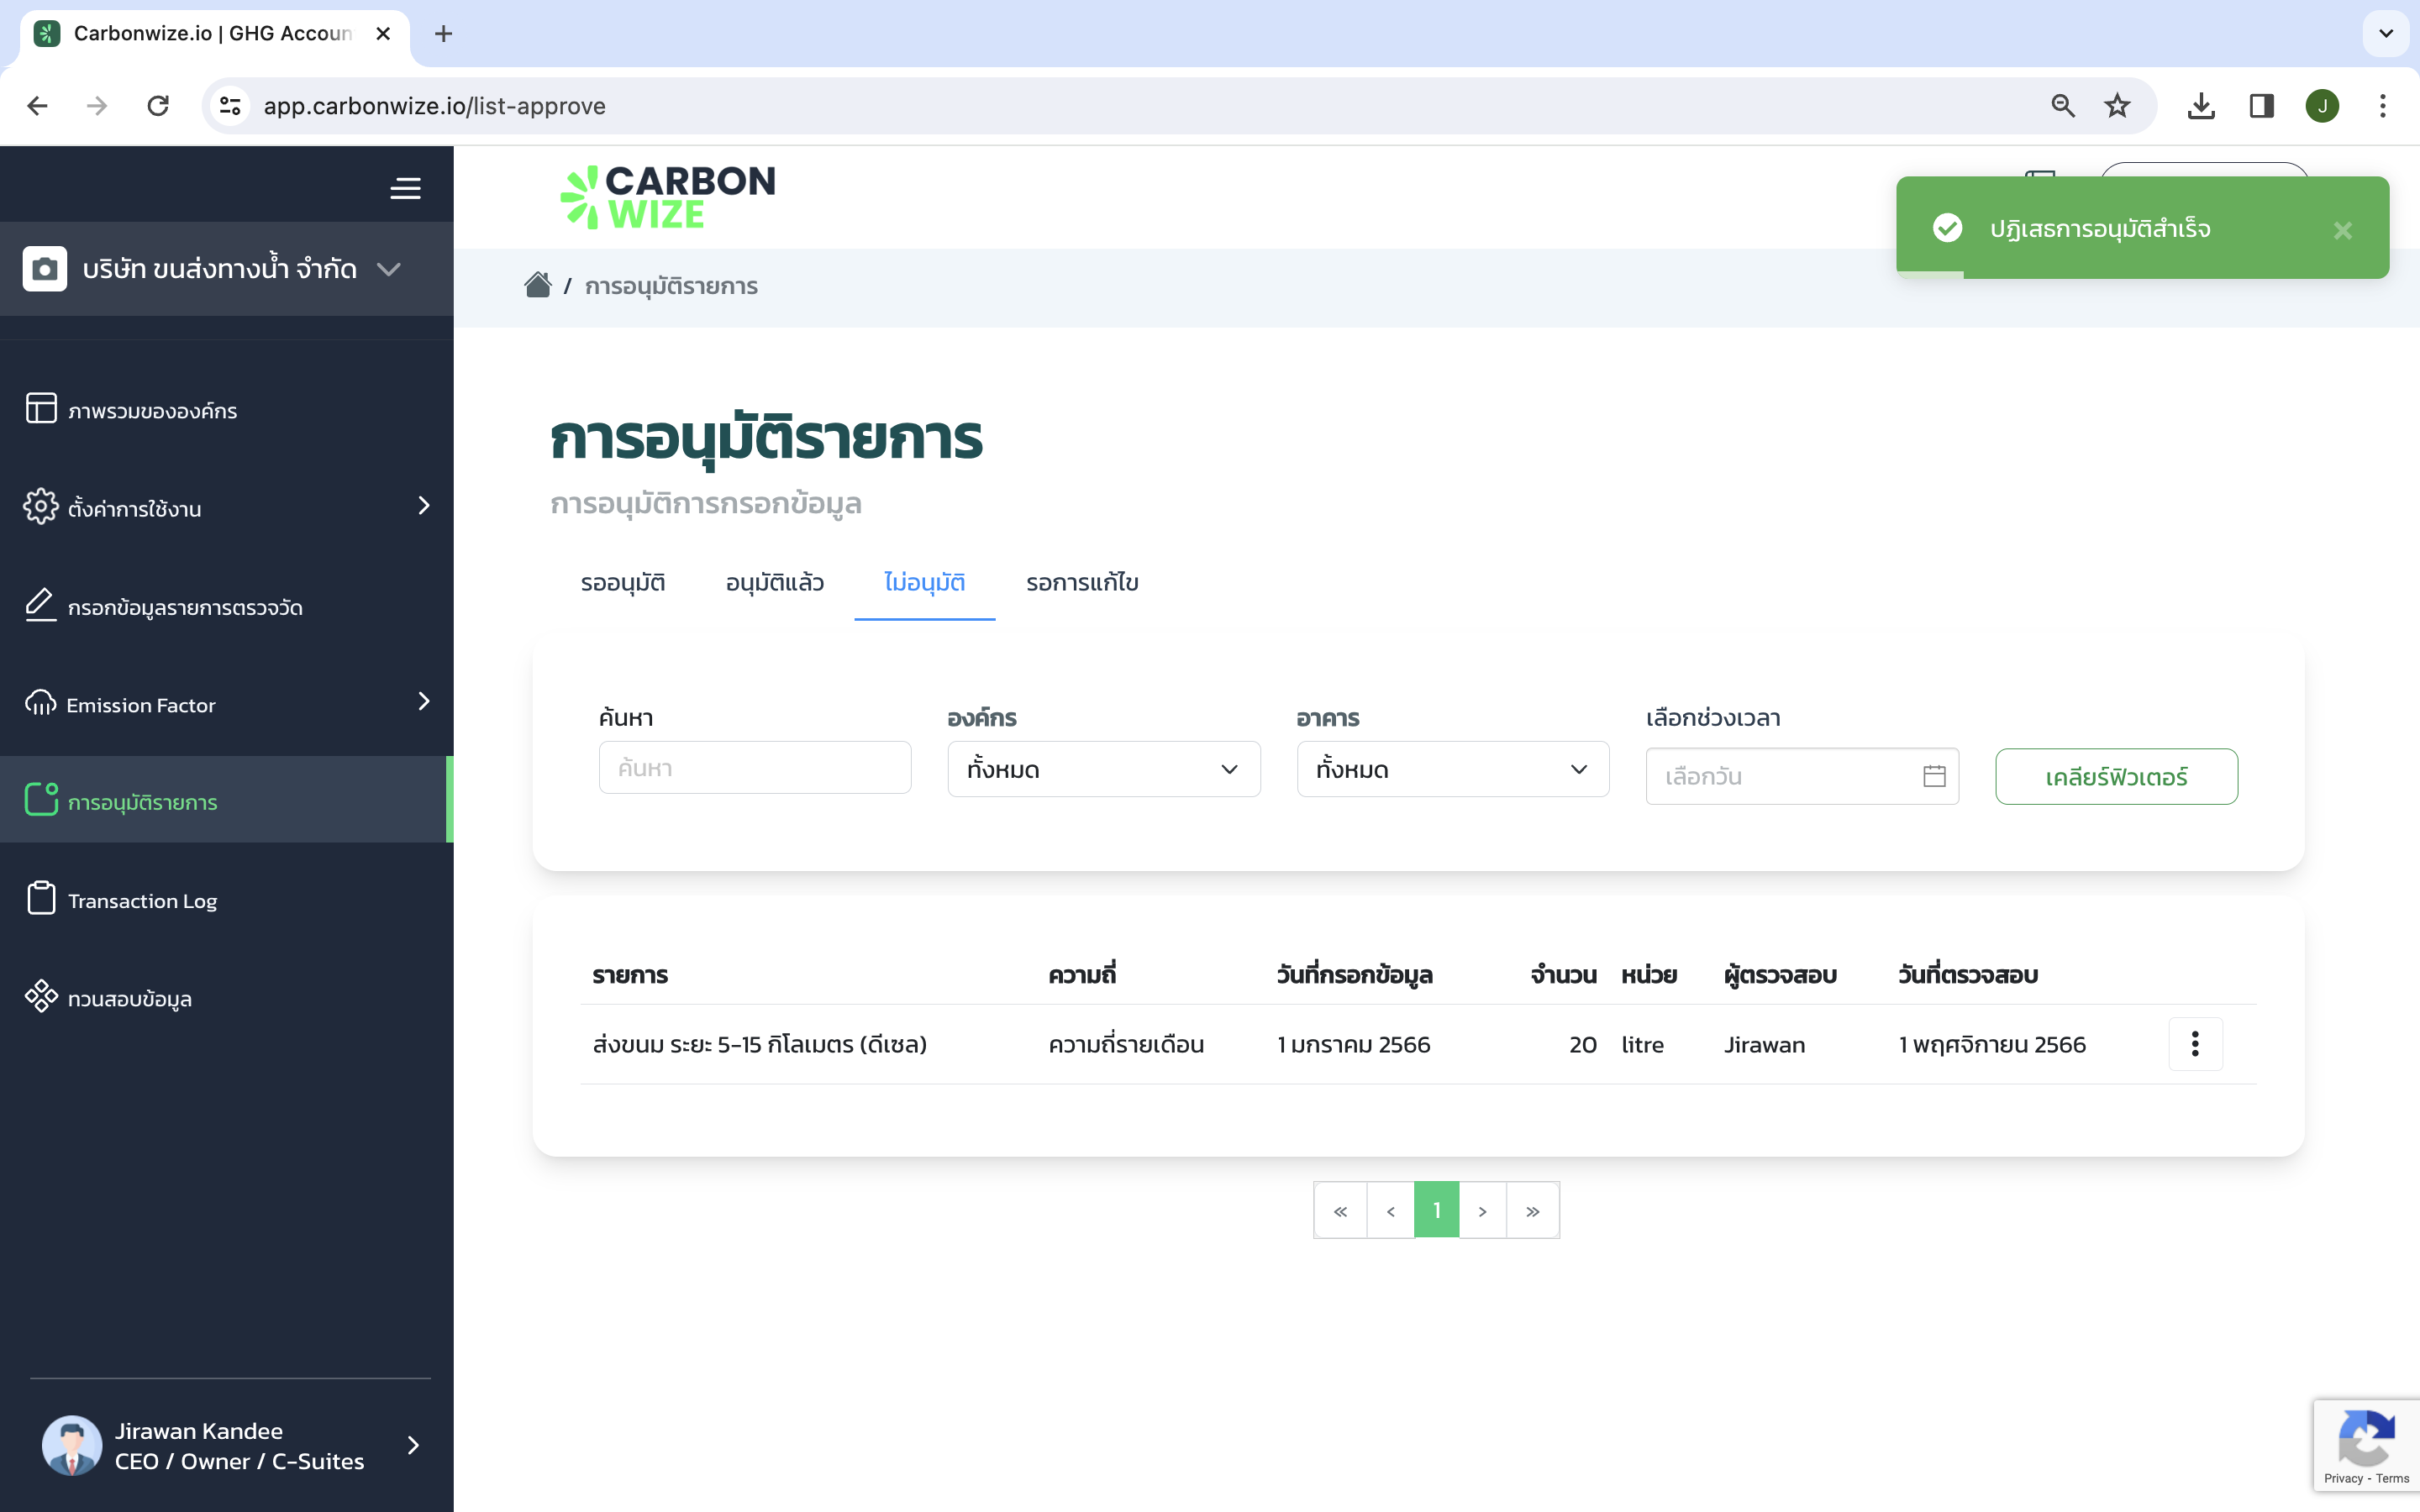 Carbonwize.io | GHG Accoun
app.carbonwize.io/list-approve
J
CARBON
WIZE
ปฏิเสธการอนุมัติสำเร็จ
บริษัท ขนส่งทางน้ำ จำกัด
/ การอนุมัติรายการ
ภาพรวมขององค์กร
ตั้งค่าการใช้งาน
กรอกข้อมูลรายการตรวจวัด
Emission Factor
การอนุมัติรายการ
Transaction Log
ทวนสอบข้อมูล
Jirawan Kandee
CEO / Owner / C-Suites
การอนุมัติรายการ
การอนุมัติการกรอกข้อมูล
รออนุมัติ อนุมัติแล้ว ไม่อนุมัติ รอการแก้ไข
ค้นหา องค์กร อาคาร เลือกช่วงเวลา
ค้นหา ทั้งหมด ทั้งหมด เลือกวัน เคลียร์ฟิวเตอร์
รายการ ความถี่ วันที่กรอกข้อมูล จำนวน หน่วย ผู้ตรวจสอบ วันที่ตรวจสอบ
ส่งขนม ระยะ 5-15 กิโลเมตร (ดีเซล) ความถี่รายเดือน 1 มกราคม 2566 20 litre Jirawan 1 พฤศจิกายน 2566
« < 1 > »
Privacy - Terms